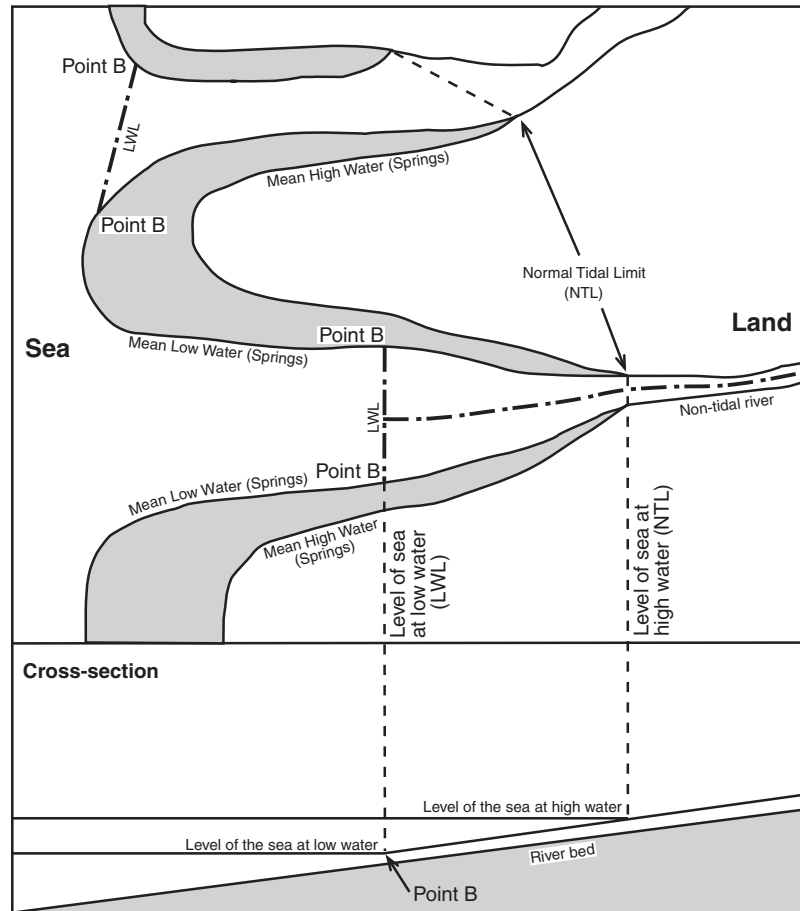 Point B
LWL
Mean High Water (Springs)
Point B
Normal Tidal Limit
(NTL)
Land
Sea
Point B
Mean Low Water (Springs)
LWL
Non-tidal river
Point B
Mean Low Water (Springs)
Mean High Water
(Springs)
Level of sea
at low water
(LWL)
Level of sea at
high water (NTL)
Cross-section
Level of the sea at high water
Level of the sea at low water
River bed
Point B